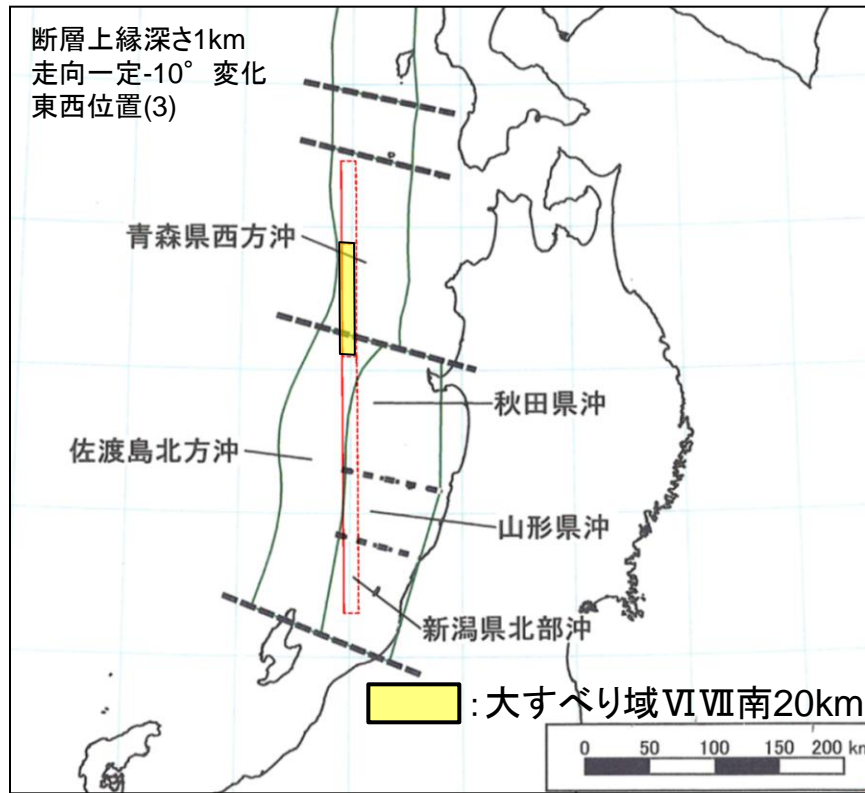 断層上縁深さ1km
走向一定-10°変化
東西位置(3)
青森県西方沖
秋田県沖
佐渡島北方沖
山形県沖
新潟県北部沖
:大すべり域ⅥⅦ南20km
0 50 100 150 200 km